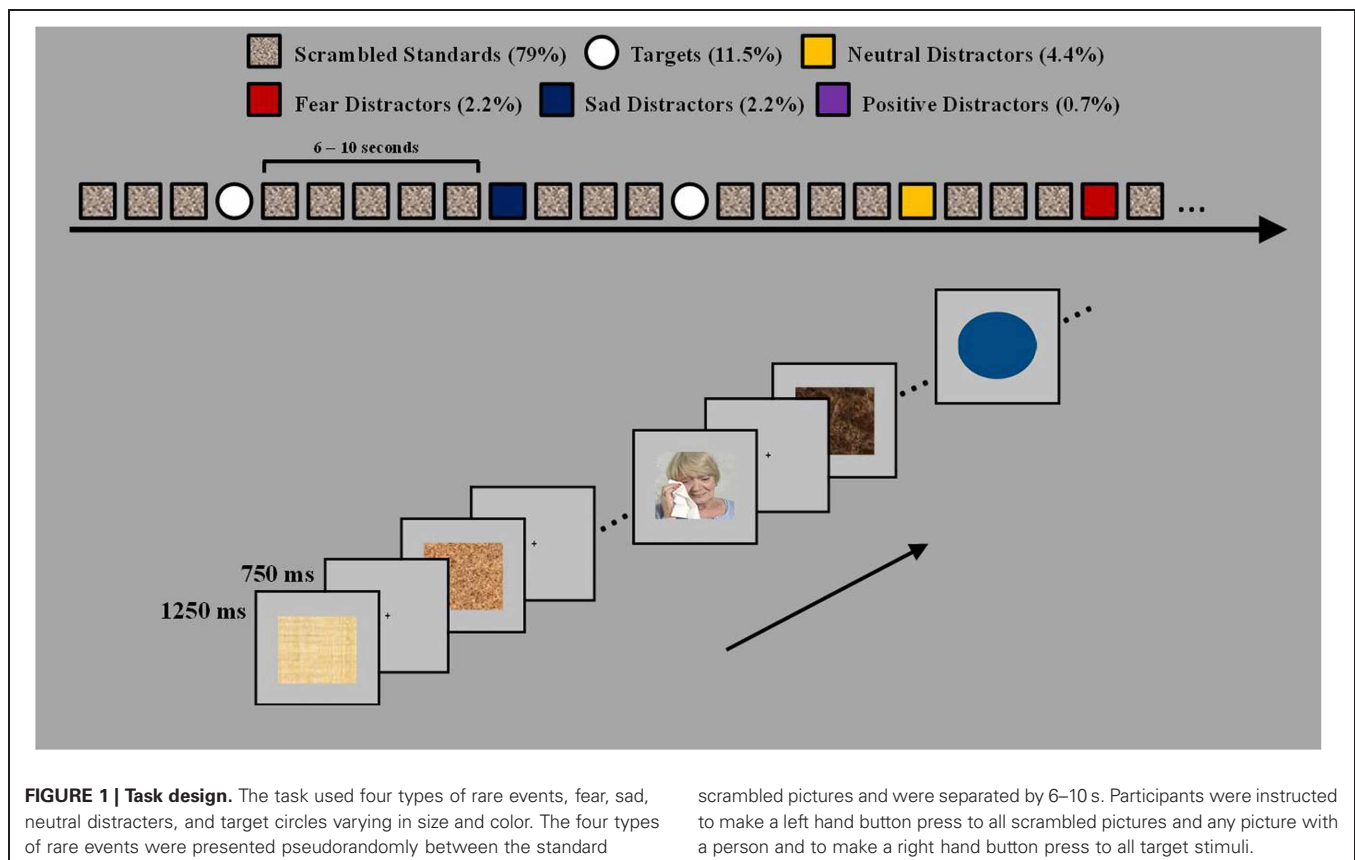 Scrambled Standards (79%) Targets (11.5%) Neutral Distractors (4.4%)
Fear Distractors (2.2%) Sad Distractors (2.2%) Positive Distractors (0.7%)
6 – 10 seconds
750 ms
1250 ms
FIGURE 1 | Task design. The task used four types of rare events, fear, sad,
neutral distracters, and target circles varying in size and color. The four types
of rare events were presented pseudorandomly between the standard
scrambled pictures and were separated by 6–10 s. Participants were instructed
to make a left hand button press to all scrambled pictures and any picture with
a person and to make a right hand button press to all target stimuli.